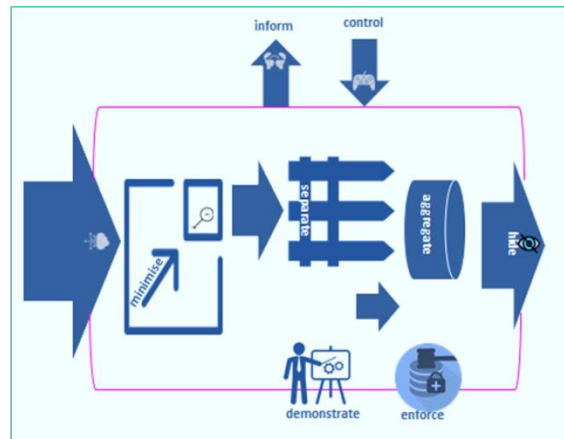 inform
control
minimise
separate
aggregate
hide
demonstrate
enforce